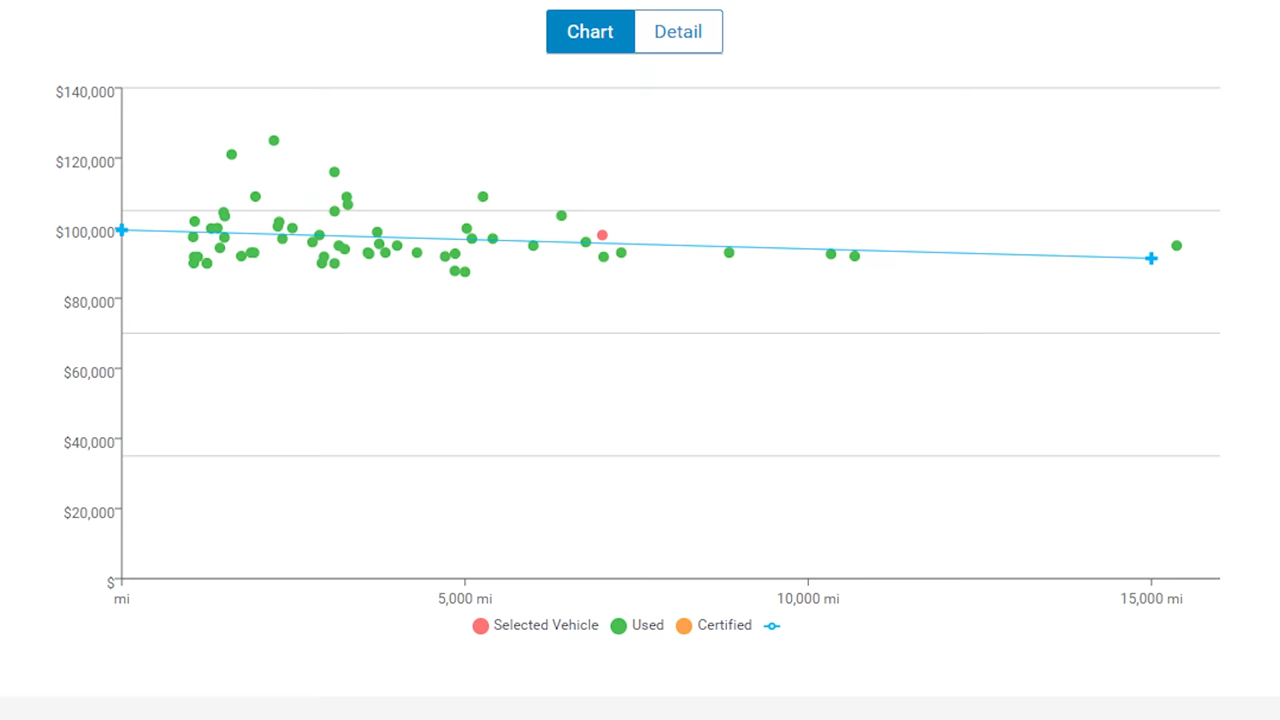 Chart Detail
$140,000
$120,000
$100,000
$80,000
$60,000
$40,000
$20,000
$
mi 5,000 mi 10,000 mi 15,000 mi
Selected Vehicle Used Certified